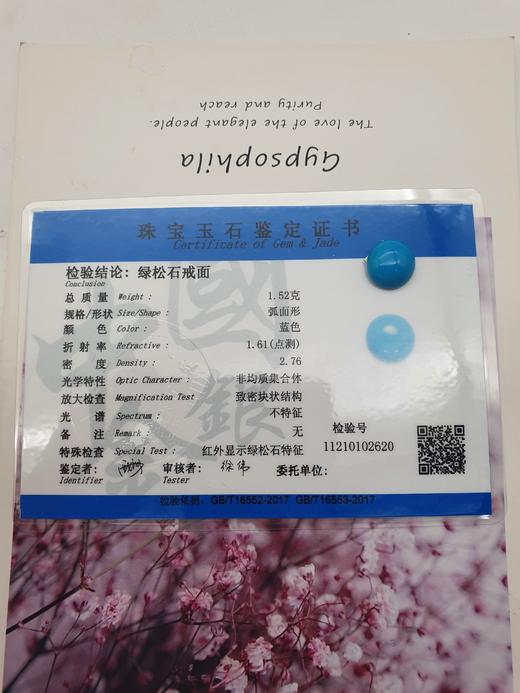 Gypsophila
The love of the elegant people.
Purity and reach
珠宝玉石鉴定证书
Certificate of Gem & Jade
检验结论: 绿松石戒面
Conclusion
总质量 Weight: 1.52克
规格/形状 Size/Shape: 弧面形
颜色 Color: 蓝色
折射率 Refractive: 1.61(点测)
密度 Density: 2.76
光学特性 Optic Character: 非均质集合体
放大检查 Magnification Test 致密块状结构
光谱 Spectrum: 不特征
备注 Remark: 无
特殊检查 Special Test: 红外显示绿松石特征
检验号
11210102620
鉴定者: 审核者: 徐伟 委托单位:
Identifier Tester
检验依据: GB/T16552-2017 GB/T16553-2017